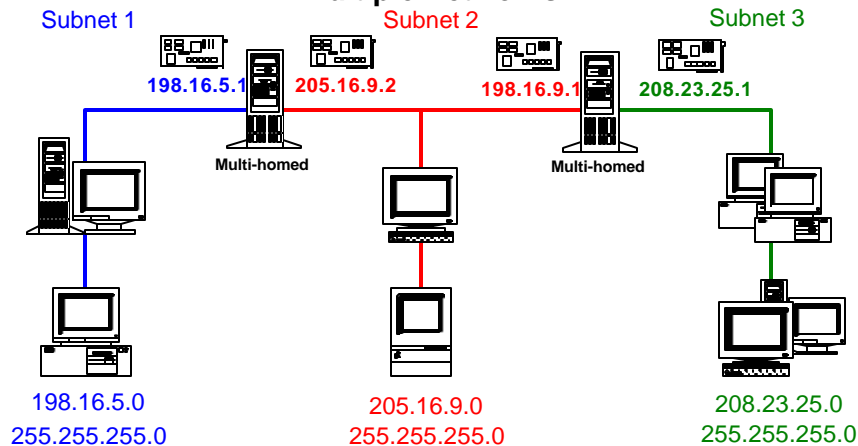 Subnet 1
Subnet 2
Subnet 3
198.16.5.1
205.16.9.2
198.16.9.1
208.23.25.1
Multi-homed
Multi-homed
198.16.5.0
255.255.255.0
205.16.9.0
255.255.255.0
208.23.25.0
255.255.255.0